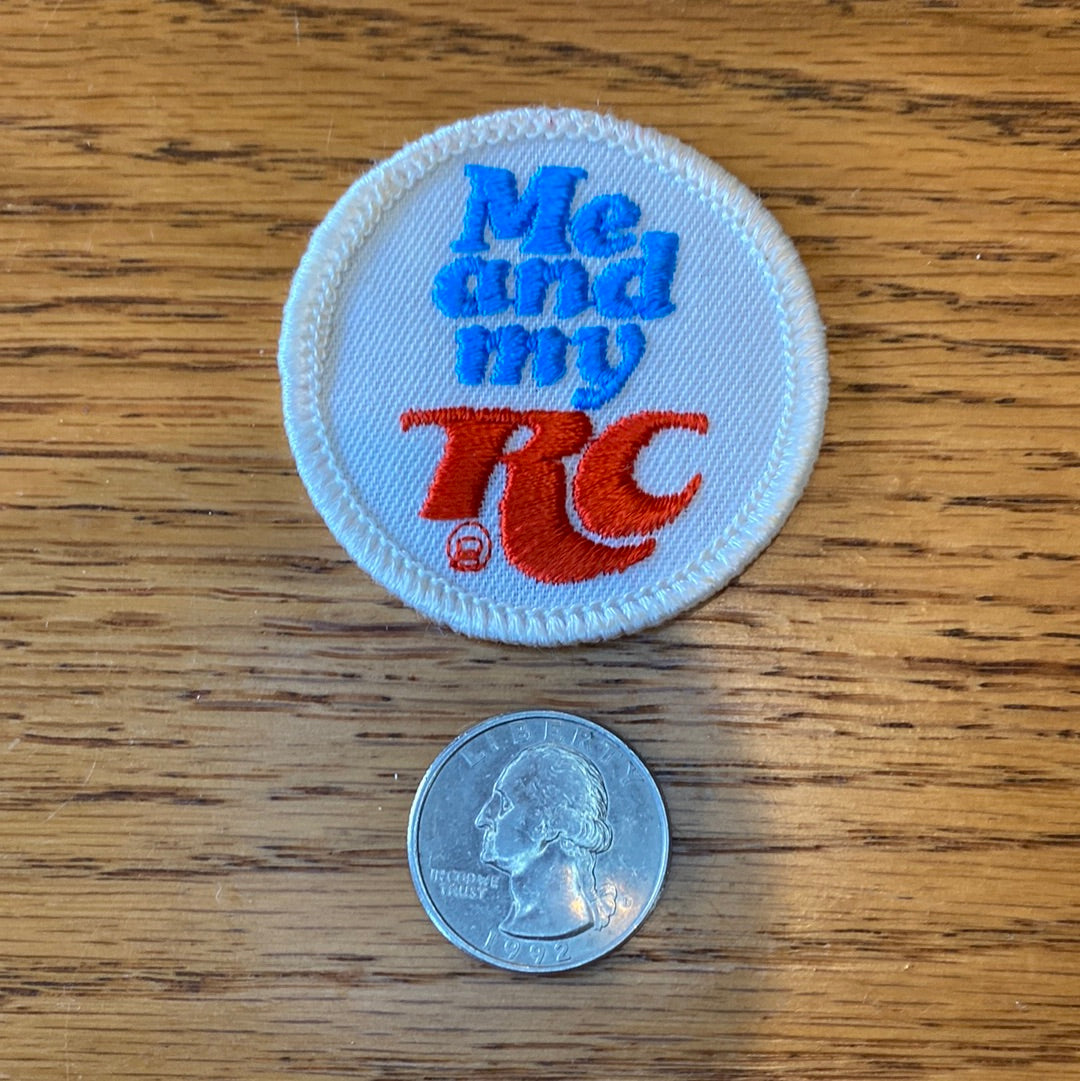 Me
and
my
RC
®
LIBERTY
IN GOD WE
TRUST
1992